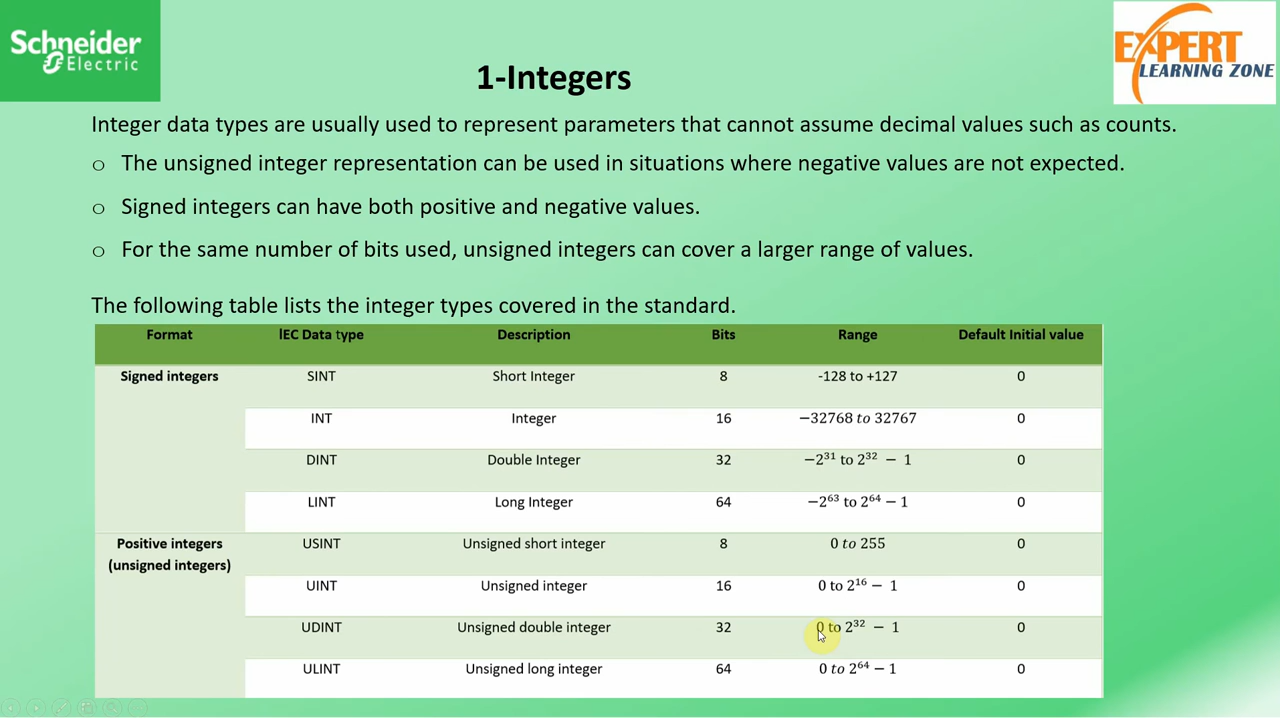 Schneider
Electric
EXPERT
LEARNING ZONE
1-Integers
Integer data types are usually used to represent parameters that cannot assume decimal values such as counts.
o The unsigned integer representation can be used in situations where negative values are not expected.
o Signed integers can have both positive and negative values.
o For the same number of bits used, unsigned integers can cover a larger range of values.
The following table lists the integer types covered in the standard.
Format IEC Data type Description Bits Range Default Initial value
Signed integers SINT Short Integer 8 -128 to +127 0
INT Integer 16 −32768 to 32767 0
DINT Double Integer 32 −2³¹ to 2³² − 1 0
LINT Long Integer 64 −2⁶³ to 2⁶⁴ − 1 0
Positive integers USINT Unsigned short integer 8 0 to 255 0
(unsigned integers)
UINT Unsigned integer 16 0 to 2¹⁶ − 1 0
UDINT Unsigned double integer 32 0 to 2³² − 1 0
ULINT Unsigned long integer 64 0 to 2⁶⁴ − 1 0